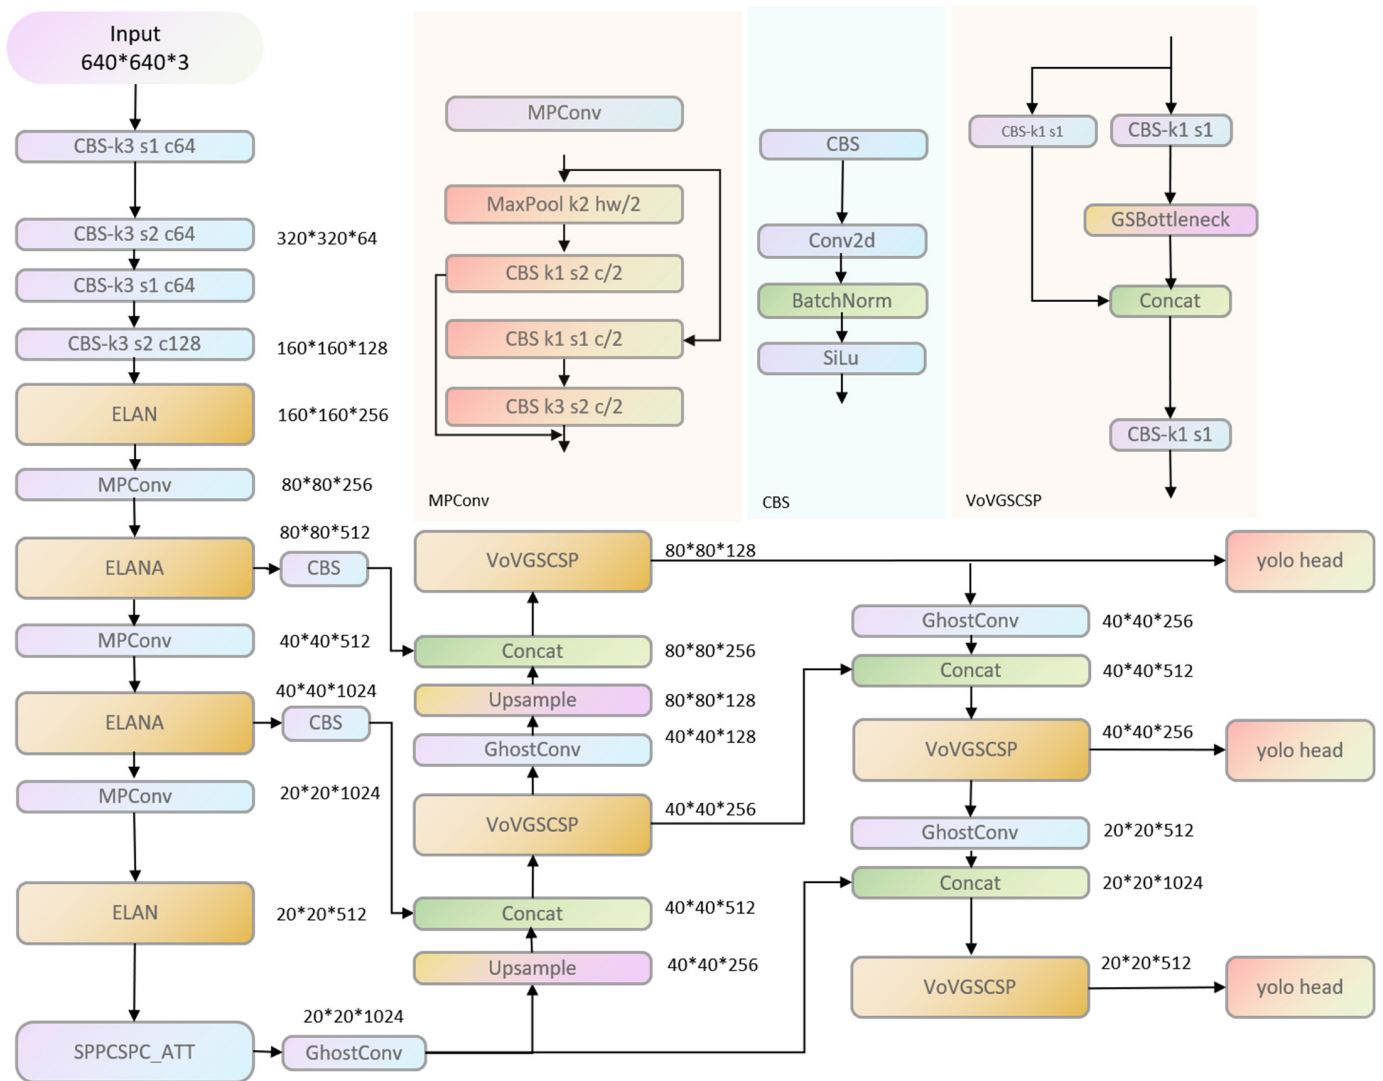 Input
640*640*3
CBS-k3 s1 c64
CBS-k3 s2 c64
320*320*64
CBS-k3 s1 c64
CBS-k3 s2 c128
160*160*128
ELAN
160*160*256
MPConv
80*80*256
80*80*512
ELANA
CBS
MPConv
40*40*512
40*40*1024
ELANA
CBS
MPConv
20*20*1024
ELAN
20*20*512
SPPCSPC_ATT
20*20*1024
GhostConv
MPConv
MaxPool k2 hw/2
CBS k1 s2 c/2
CBS k1 s1 c/2
CBS k3 s2 c/2
MPConv
CBS
Conv2d
BatchNorm
SiLu
CBS
CBS-k1 s1
CBS-k1 s1
GSBottleneck
Concat
CBS-k1 s1
VoVGSCSP
VoVGSCSP
80*80*128
Concat
80*80*256
Upsample
80*80*128
GhostConv
40*40*128
VoVGSCSP
40*40*256
Concat
40*40*512
Upsample
40*40*256
yolo head
GhostConv
40*40*256
Concat
40*40*512
VoVGSCSP
40*40*256
yolo head
GhostConv
20*20*512
Concat
20*20*1024
VoVGSCSP
20*20*512
yolo head